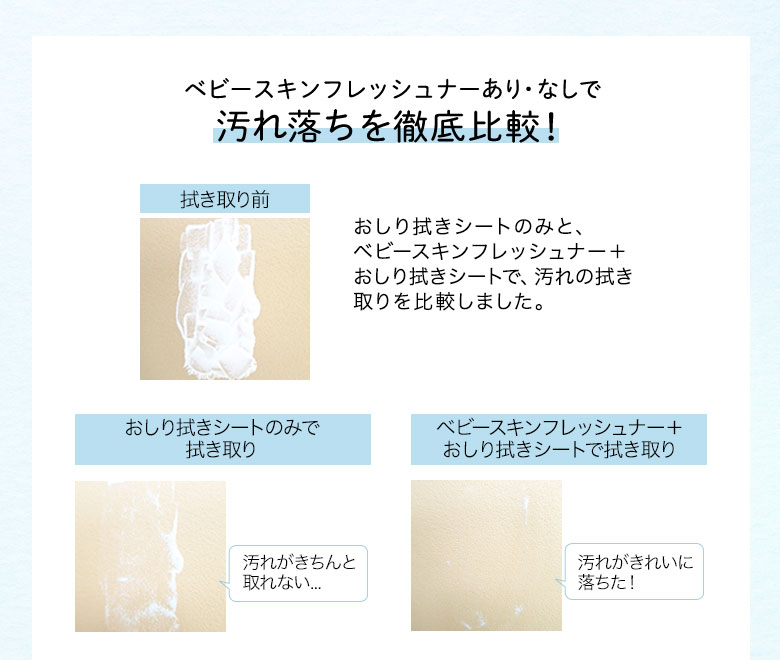 ベビースキンフレッシュナーあり・なしで
汚れ落ちを徹底比較！
拭き取り前
おしり拭きシートのみと、
ベビースキンフレッシュナー＋
おしり拭きシートで、汚れの拭き
取りを比較しました。
おしり拭きシートのみで
拭き取り
ベビースキンフレッシュナー＋
おしり拭きシートで拭き取り
汚れがきちんと
取れない...
汚れがきれいに
落ちた！